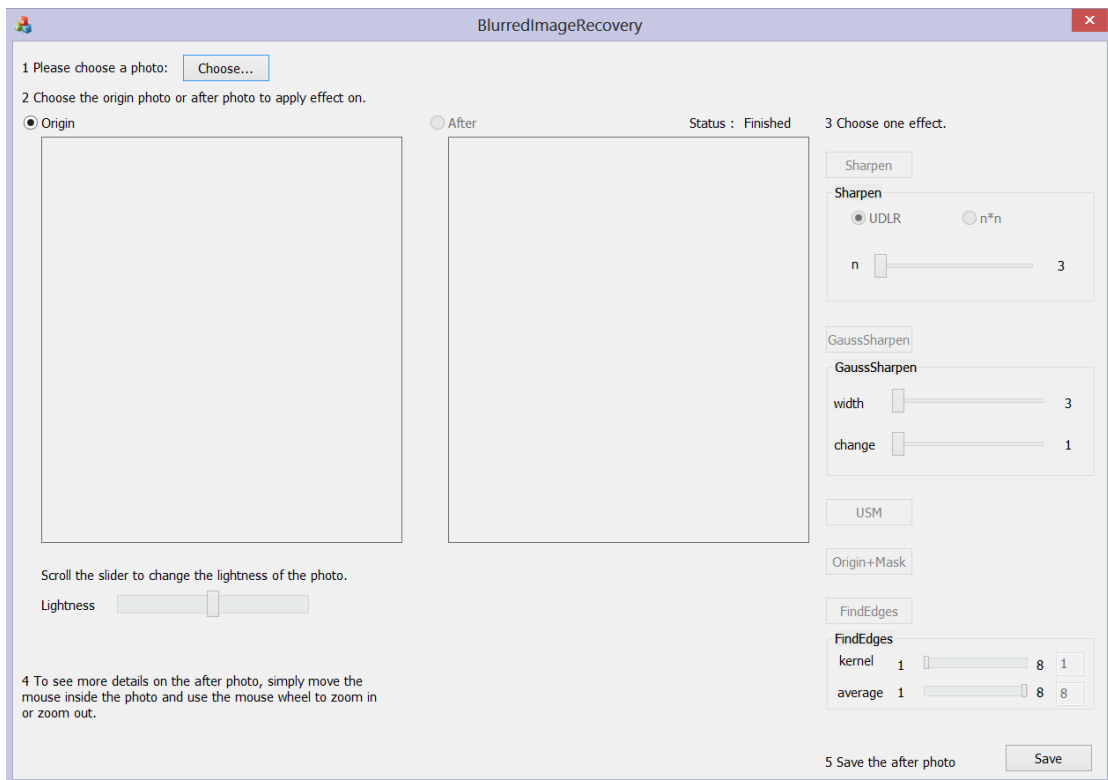 BlurredImageRecovery
x
1 Please choose a photo: Choose...
2 Choose the origin photo or after photo to apply effect on.
Origin
After
Status : Finished
3 Choose one effect.
Sharpen
Sharpen
UDLR
n*n
n
3
GaussSharpen
GaussSharpen
width
3
change
1
USM
Origin+Mask
Scroll the slider to change the lightness of the photo.
Lightness
FindEdges
FindEdges
kernel 1 8 1
average 1 8 8
4 To see more details on the after photo, simply move the
mouse inside the photo and use the mouse wheel to zoom in
or zoom out.
5 Save the after photo
Save